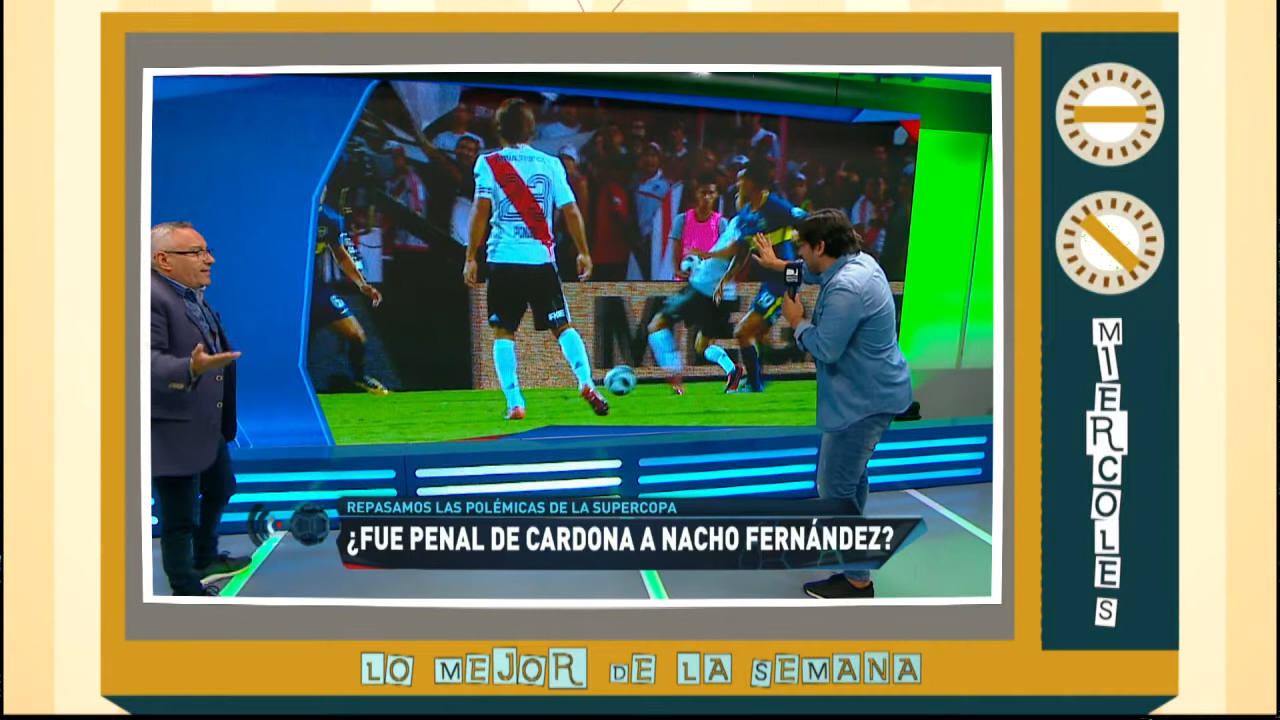 REPASAMOS LAS POLÉMICAS DE LA SUPERCOPA
¿FUE PENAL DE CARDONA A NACHO FERNÁNDEZ?
LO MEJOR DE LA SEMANA
MIERCOLES